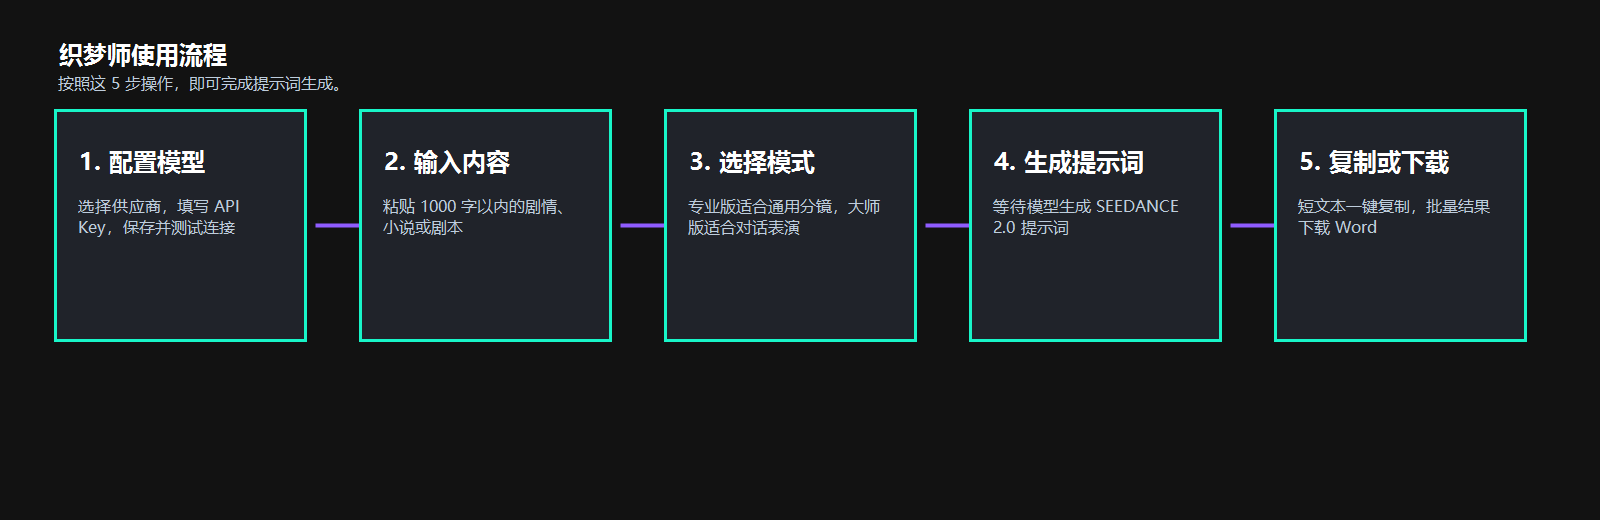 织梦师使用流程
按照这 5 步操作，即可完成提示词生成。
1. 配置模型
选择供应商，填写 API
Key，保存并测试连接
2. 输入内容
粘贴 1000 字以内的剧情、
小说或剧本
3. 选择模式
专业版适合通用分镜，大师
版适合对话表演
4. 生成提示词
等待模型生成 SEEDANCE
2.0 提示词
5. 复制或下载
短文本一键复制，批量结果
下载 Word